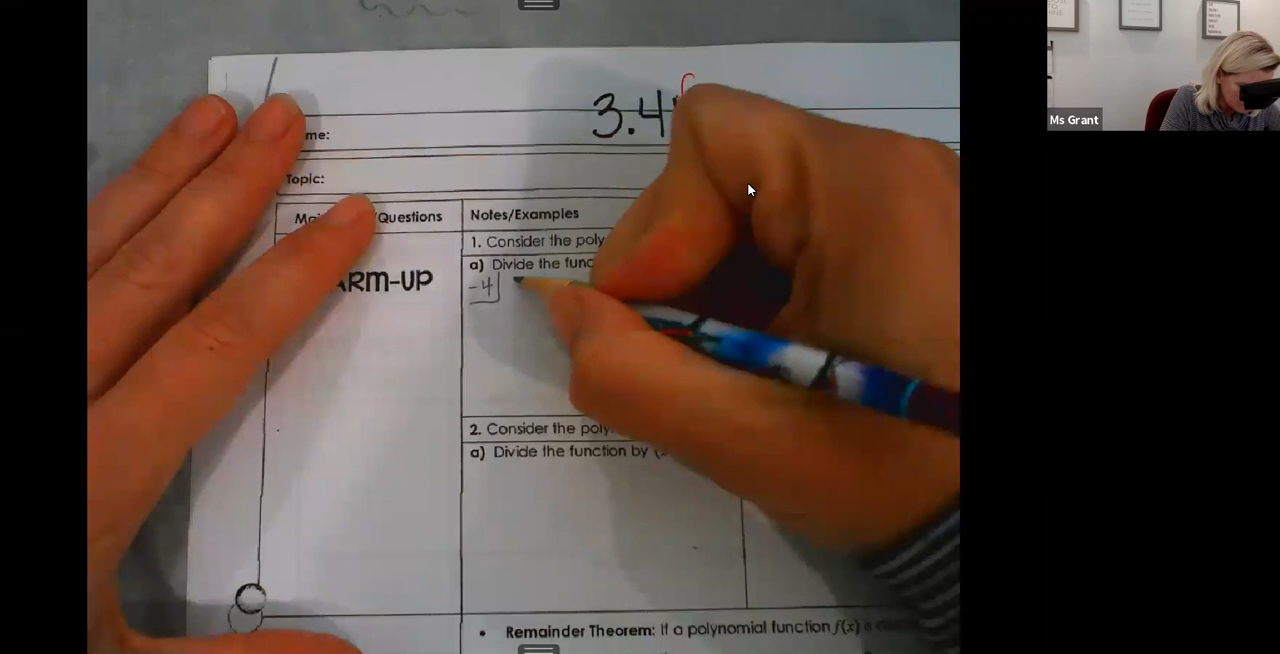 3.4
me:
Topic:
Questions
Notes/Examples
1. Consider the poly
a) Divide the func
ARM-UP
-4
2. Consider the poly
a) Divide the function by (
Remainder Theorem: If a polynomial function f(x)
Ms Grant